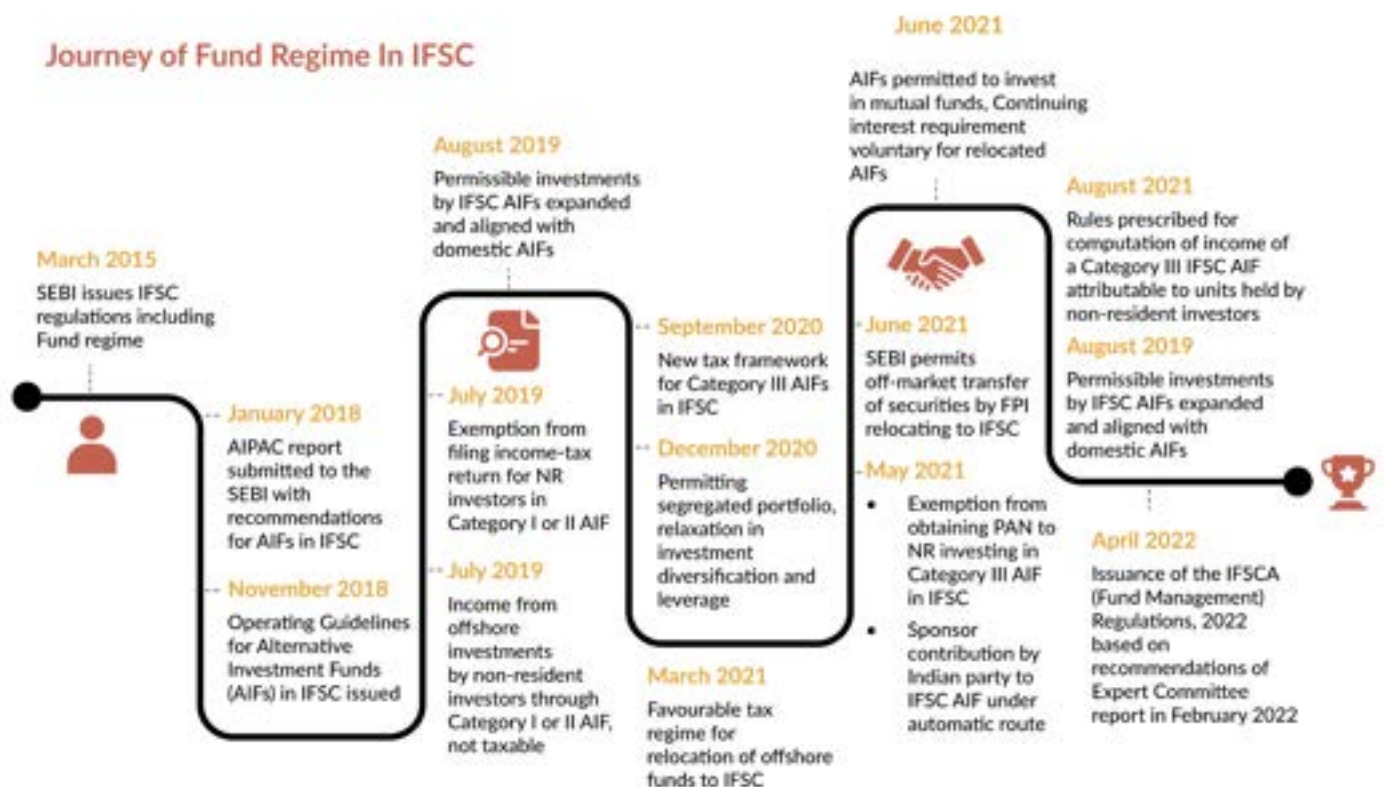 Journey of Fund Regime In IFSC
March 2015
SEBI issues IFSC
regulations including
Fund regime
January 2018
AIPAC report
submitted to the
SEBI with
recommendations
for AIFs in IFSC
November 2018
Operating Guidelines
for Alternative
Investment Funds
(AIFs) in IFSC issued
August 2019
Permissible investments
by IFSC AIFs expanded
and aligned with
domestic AIFs
July 2019
Exemption from
filing income-tax
return for NR
investors in
Category I or II AIF
July 2019
Income from
offshore
investments
by non-resident
investors through
Category I or II AIF,
not taxable
September 2020
New tax framework
for Category III AIFs
in IFSC
December 2020
Permitting
segregated portfolio,
relaxation in
investment
diversification and
leverage
March 2021
Favourable tax
regime for
relocation of offshore
funds to IFSC
June 2021
AIFs permitted to invest
in mutual funds, Continuing
interest requirement
voluntary for relocated
AIFs
June 2021
SEBI permits
off-market transfer
of securities by FPI
relocating to IFSC
May 2021
• Exemption from
obtaining PAN to
NR investing in
Category III AIF
in IFSC
• Sponsor
contribution by
Indian party to
IFSC AIF under
automatic route
August 2021
Rules prescribed for
computation of income of
a Category III IFSC AIF
attributable to units held by
non-resident investors
August 2019
Permissible investments
by IFSC AIFs expanded
and aligned with
domestic AIFs
April 2022
Issuance of the IFSCA
(Fund Management)
Regulations, 2022
based on
recommendations of
Expert Committee
report in February 2022